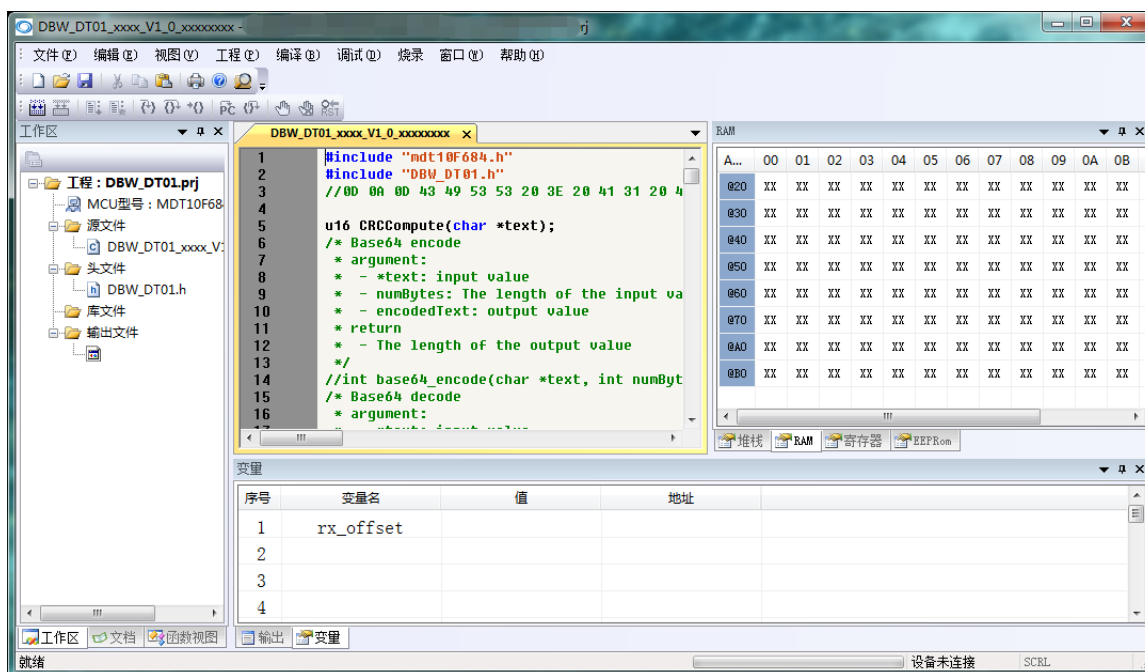 DBW_DT01_xxxx_V1_0_xxxxxxxx -
rj
文件(F) 编辑(E) 视图(V) 工程(P) 编译(B) 调试(D) 烧录 窗口(W) 帮助(H)
工作区
工程：DBW_DT01.prj
MCU型号：MDT10F68
源文件
DBW_DT01_xxxx_V1
头文件
DBW_DT01.h
库文件
输出文件
工作区 文档 函数视图
DBW_DT01_xxxx_V1_0_xxxxxxxx x
1 #include "mdt10F684.h"
2 #include "DBW_DT01.h"
3 //0D 0A 0D 43 49 53 53 20 3E 20 41 31 20 4
4
5 u16 CRCCompute(char *text);
6 /* Base64 encode
7 * argument:
8 * - *text: input value
9 * - numBytes: The length of the input va
10 * - encodedText: output value
11 * return
12 * - The length of the output value
13 */
14 //int base64_encode(char *text, int numByt
15 /* Base64 decode
16 * argument:
RAM
A... 00 01 02 03 04 05 06 07 08 09 0A 0B
@20 XX XX XX XX XX XX XX XX XX XX XX XX
@30 XX XX XX XX XX XX XX XX XX XX XX XX
@40 XX XX XX XX XX XX XX XX XX XX XX XX
@50 XX XX XX XX XX XX XX XX XX XX XX XX
@60 XX XX XX XX XX XX XX XX XX XX XX XX
@70 XX XX XX XX XX XX XX XX XX XX XX XX
@A0 XX XX XX XX XX XX XX XX XX XX XX XX
@B0 XX XX XX XX XX XX XX XX XX XX XX XX
堆栈 RAM 寄存器 EEPRom
变量
序号 变量名 值 地址
1 rx_offset
2
3
4
输出 变量
就绪 设备未连接 SCRL